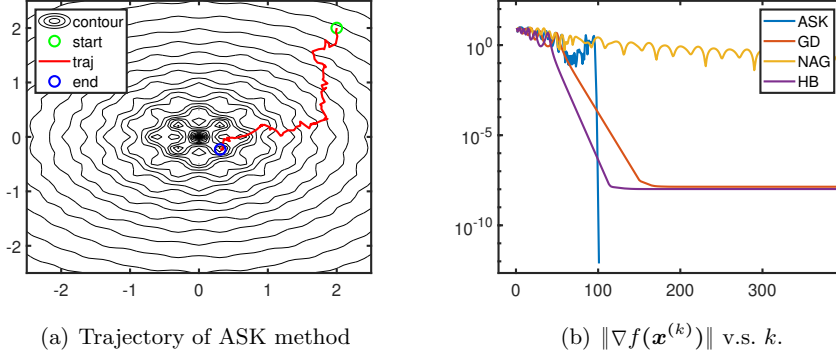 contour
start
traj
end
2
1
0
-1
-2
-2
-1
0
1
2
(a) Trajectory of ASK method
ASK
GD
NAG
HB
10^0
10^-5
10^-10
0
100
200
300
(b) ‖∇f(x^(k))‖ v.s. k.